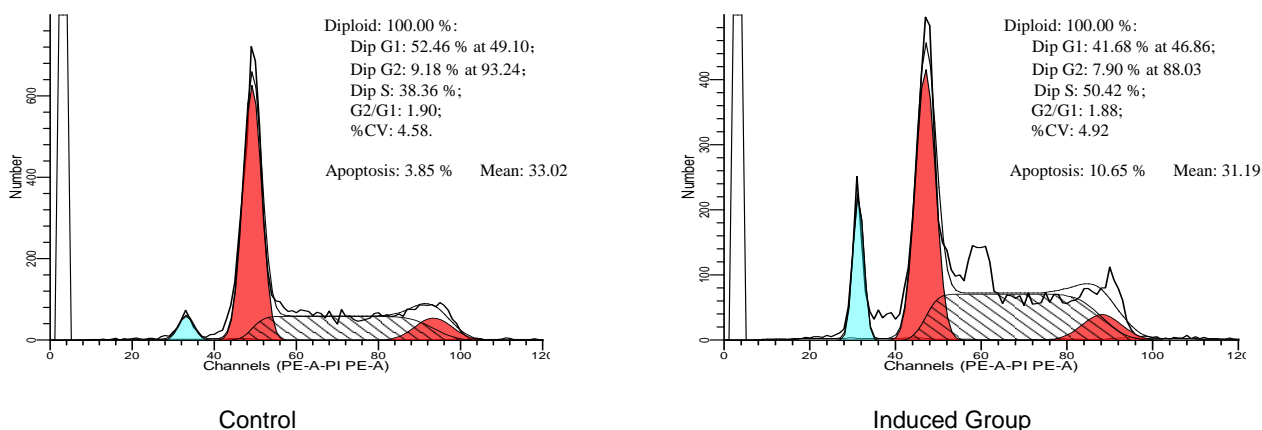 Diploid: 100.00 %:
Dip G1: 52.46 % at 49.10;
Dip G2: 9.18 % at 93.24;
Dip S: 38.36 %;
G2/G1: 1.90;
%CV: 4.58.
Apoptosis: 3.85 % Mean: 33.02
Number
0 200 400 600
0 20 40 60 80 100 120
Channels (PE-A-PI PE-A)
Control
Diploid: 100.00 %:
Dip G1: 41.68 % at 46.86;
Dip G2: 7.90 % at 88.03
Dip S: 50.42 %;
G2/G1: 1.88;
%CV: 4.92
Apoptosis: 10.65 % Mean: 31.19
Number
0 100 200 300 400
0 20 40 60 80 100 120
Channels (PE-A-PI PE-A)
Induced Group